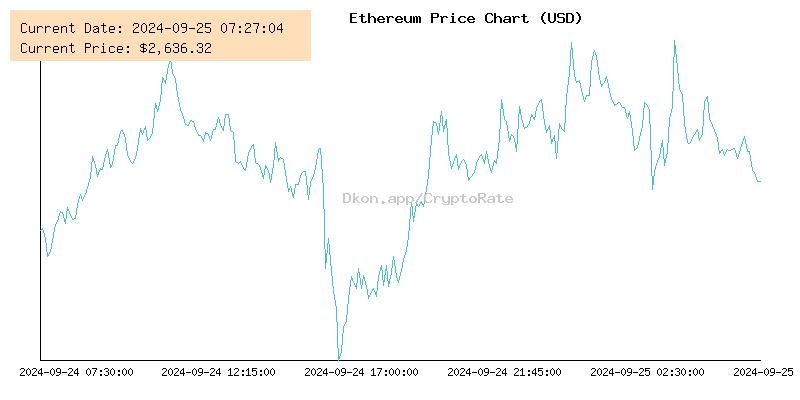 Ethereum Price Chart (USD)
Current Date: 2024-09-25 07:27:04
Current Price: $2,636.32
Dkon.app/CryptoRate
2024-09-24 07:30:00 2024-09-24 12:15:00 2024-09-24 17:00:00 2024-09-24 21:45:00 2024-09-25 02:30:00 2024-09-25